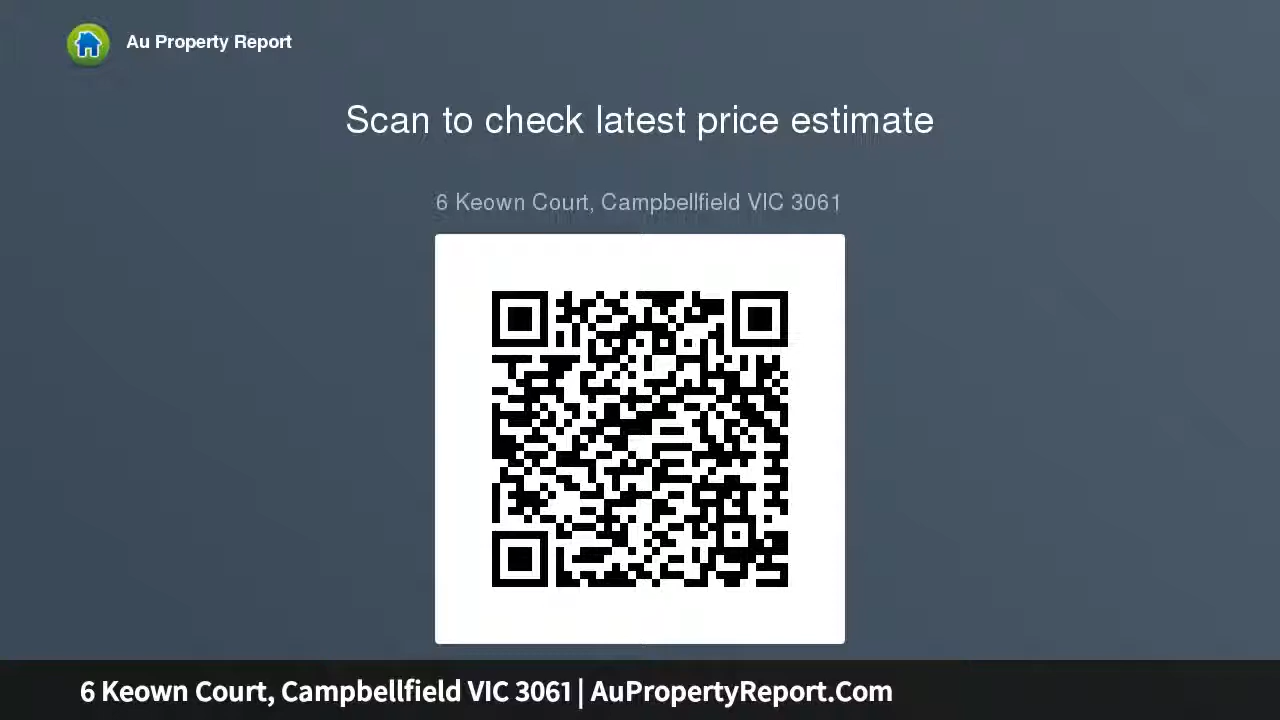 Au Property Report
Scan to check latest price estimate
6 Keown Court, Campbellfield VIC 3061
6 Keown Court, Campbellfield VIC 3061 | AuPropertyReport.Com